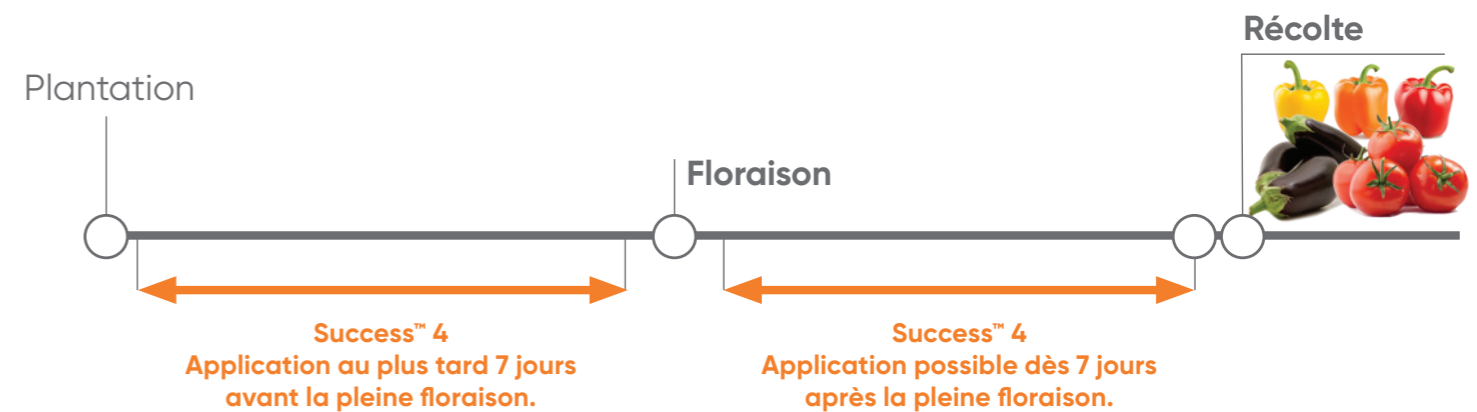 Récolte
Plantation
Floraison
Success™ 4
Application au plus tard 7 jours
avant la pleine floraison.
Success™ 4
Application possible dès 7 jours
après la pleine floraison.